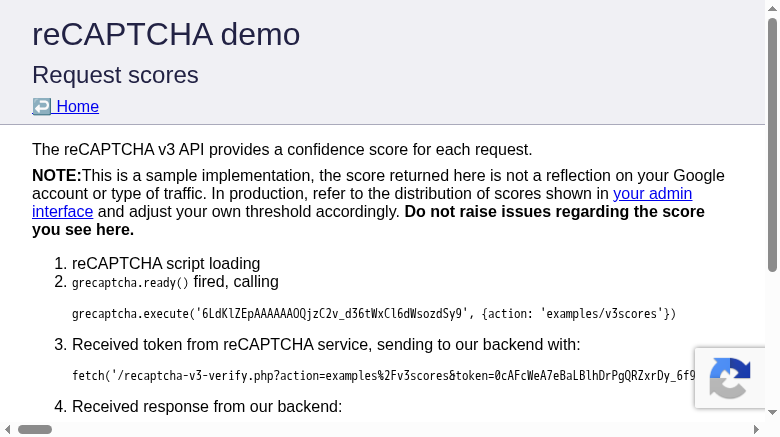 reCAPTCHA demo
Request scores
↩️ Home
The reCAPTCHA v3 API provides a confidence score for each request.
NOTE:This is a sample implementation, the score returned here is not a reflection on your Google
account or type of traffic. In production, refer to the distribution of scores shown in your admin
interface and adjust your own threshold accordingly. Do not raise issues regarding the score
you see here.
1. reCAPTCHA script loading
2. grecaptcha.ready() fired, calling
grecaptcha.execute('6LdKlZEpAAAAAAOQjzC2v_d36tWxCl6dWsozdSy9', {action: 'examples/v3scores'})
3. Received token from reCAPTCHA service, sending to our backend with:
fetch('/recaptcha-v3-verify.php?action=examples%2Fv3scores&token=0cAFcWeA7eBaLBlhDrPgQRZxrDy_6f9
4. Received response from our backend: